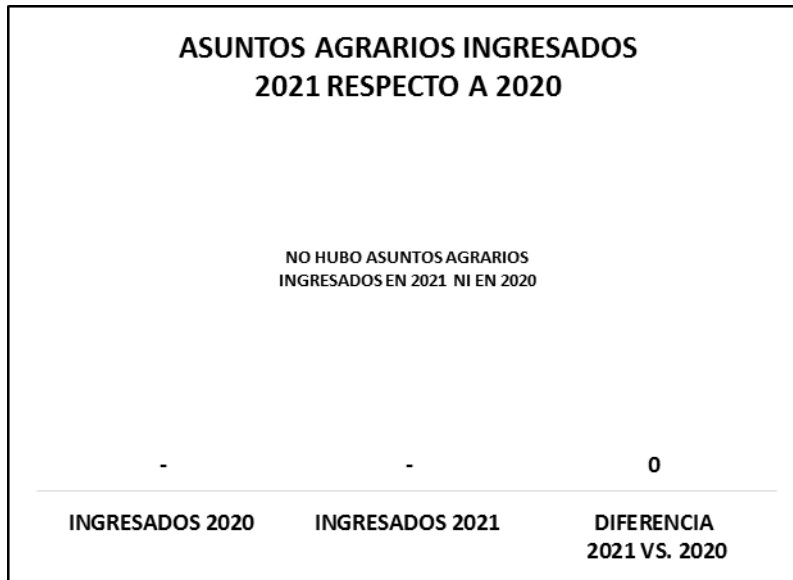 ASUNTOS AGRARIOS INGRESADOS
2021 RESPECTO A 2020
NO HUBO ASUNTOS AGRARIOS
INGRESADOS EN 2021 NI EN 2020
- - 0
INGRESADOS 2020 INGRESADOS 2021 DIFERENCIA
2021 VS. 2020